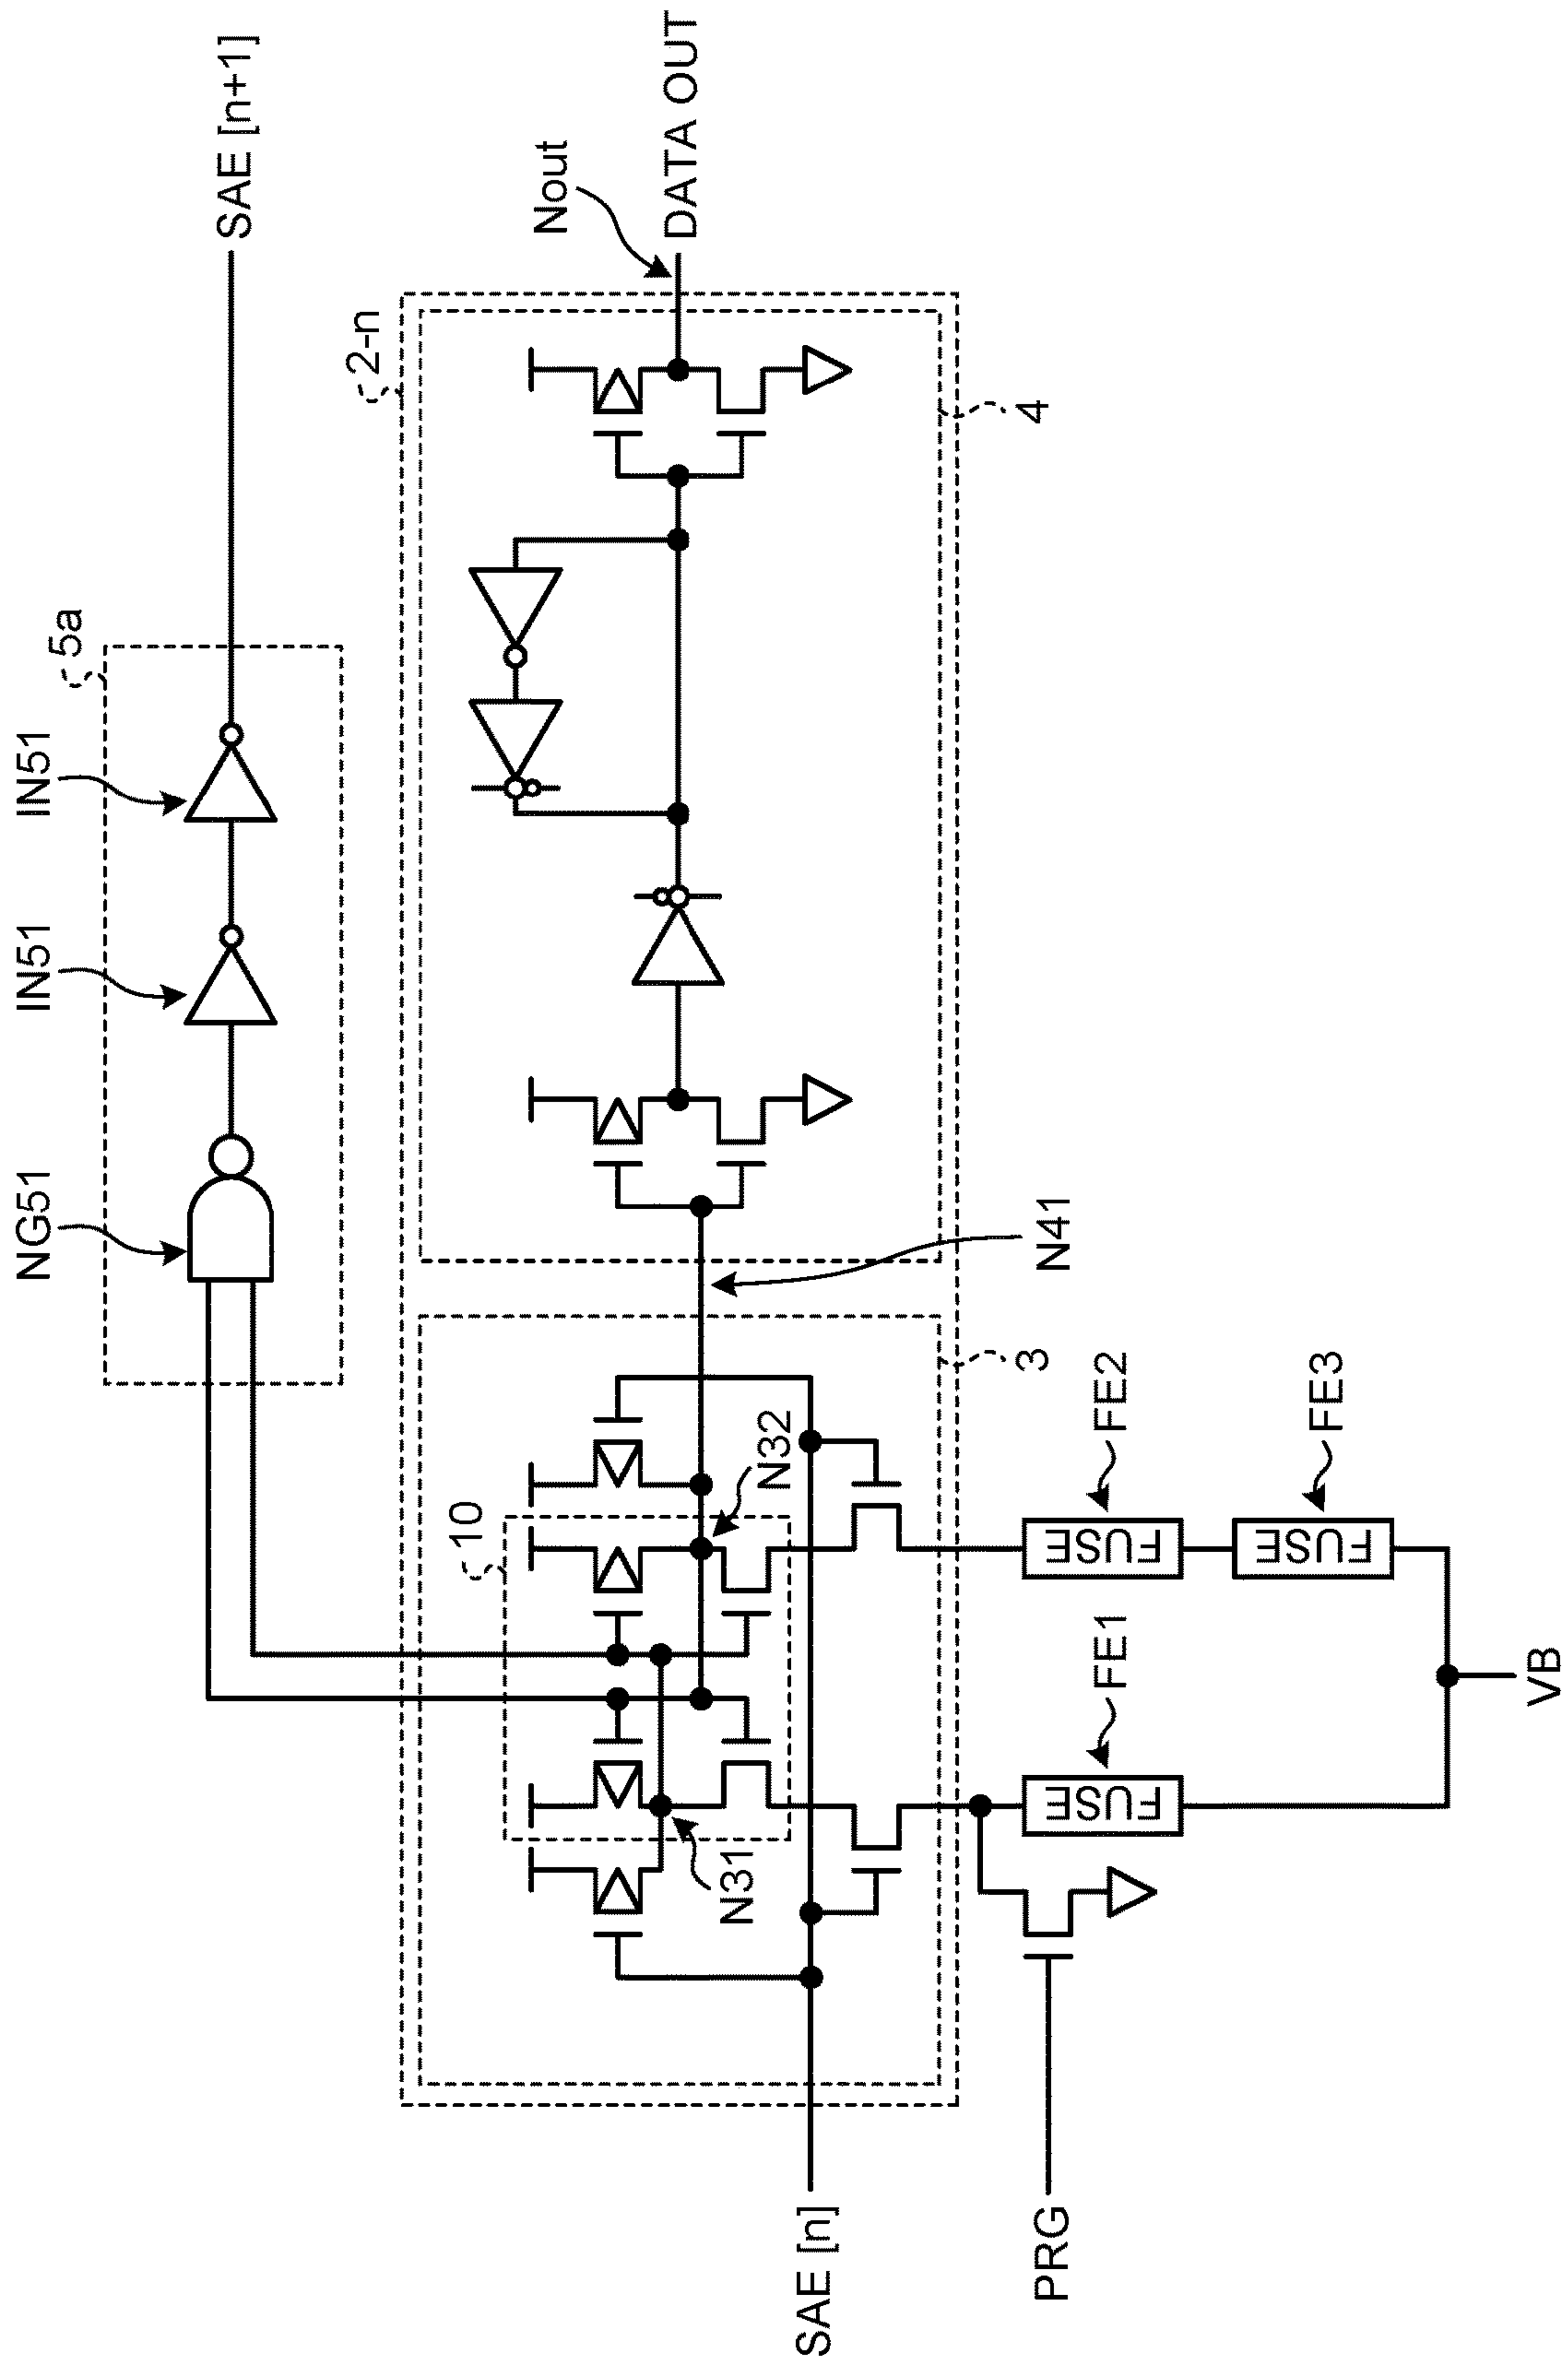 SAE [n+1]
5a
IN51
IN51
NG51
2-n
Nout
DATA OUT
4
N41
3
10
N32
N31
SAE [n]
PRG
FE1
FE2
FE3
FUSE
FUSE
FUSE
VB